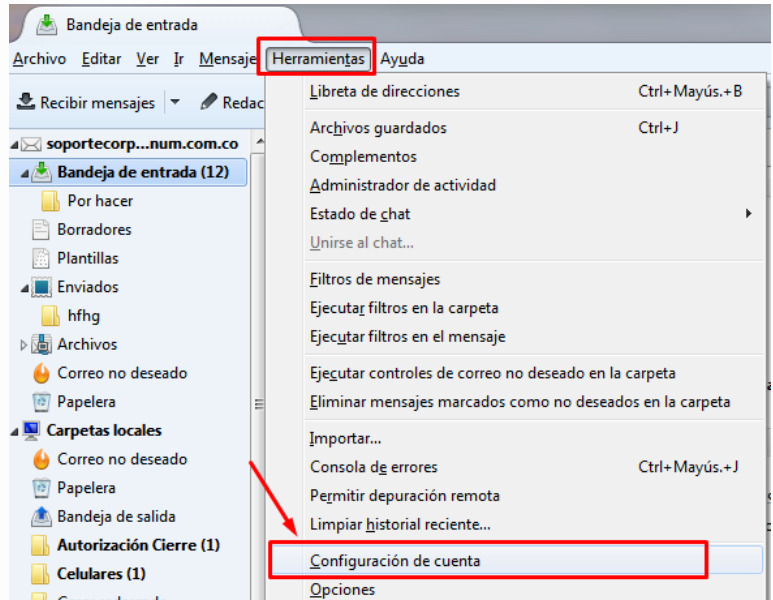 Bandeja de entrada
Archivo Editar Ver Ir Mensaje Herramientas Ayuda
Recibir mensajes Redac
soportecorp...num.com.co
Bandeja de entrada (12)
Por hacer
Borradores
Plantillas
Enviados
hfhg
Archivos
Correo no deseado
Papelera
Carpetas locales
Correo no deseado
Papelera
Bandeja de salida
Autorización Cierre (1)
Celulares (1)
Libreta de direcciones Ctrl+Mayús.+B
Archivos guardados Ctrl+J
Complementos
Administrador de actividad
Estado de chat
Unirse al chat...
Filtros de mensajes
Ejecutar filtros en la carpeta
Ejecutar filtros en el mensaje
Ejecutar controles de correo no deseado en la carpeta
Eliminar mensajes marcados como no deseados en la carpeta
Importar...
Consola de errores Ctrl+Mayús.+J
Permitir depuración remota
Limpiar historial reciente...
Configuración de cuenta
Opciones